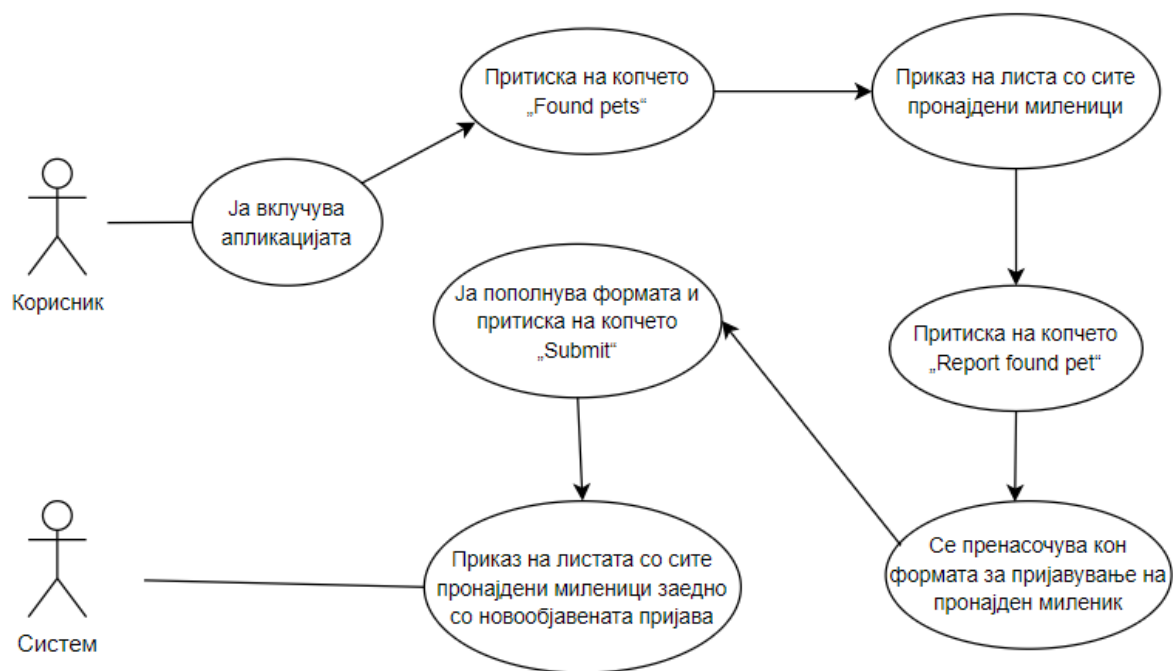 Притиска на копчето
„Found pets“
Приказ на листа со сите
пронајдени миленици
Ја вклучува
апликацијата
Корисник
Ја пополнува формата и
притиска на копчето
„Submit“
Притиска на копчето
„Report found pet“
Приказ на листата со сите
пронајдени миленици заедно
со новообјавената пријава
Се пренасочува кон
формата за пријавување на
пронајден миленик
Систем